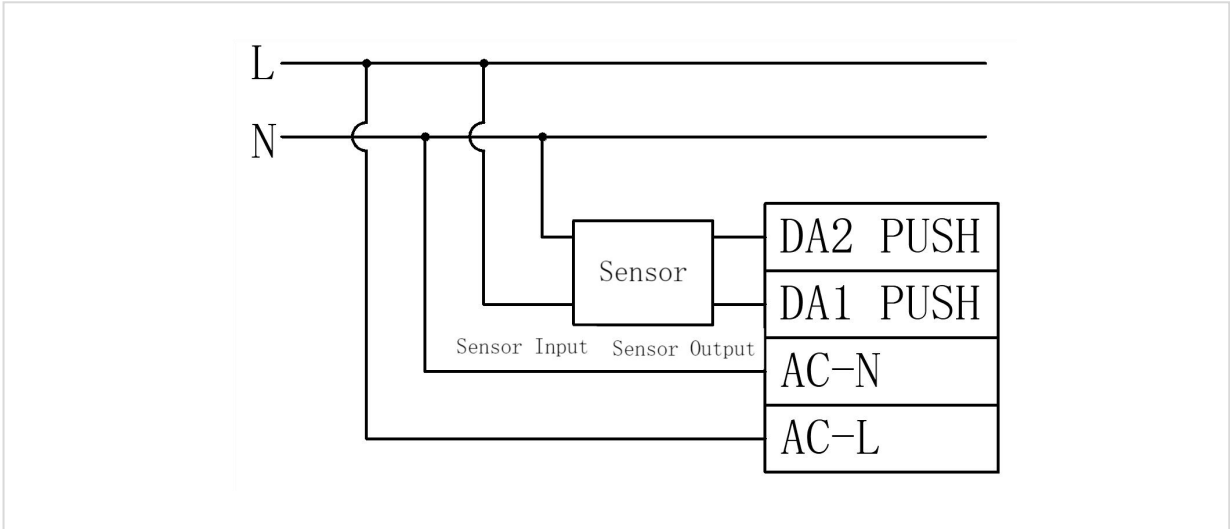 L
N
DA2 PUSH
Sensor
DA1 PUSH
Sensor Input Sensor Output
AC-N
AC-L